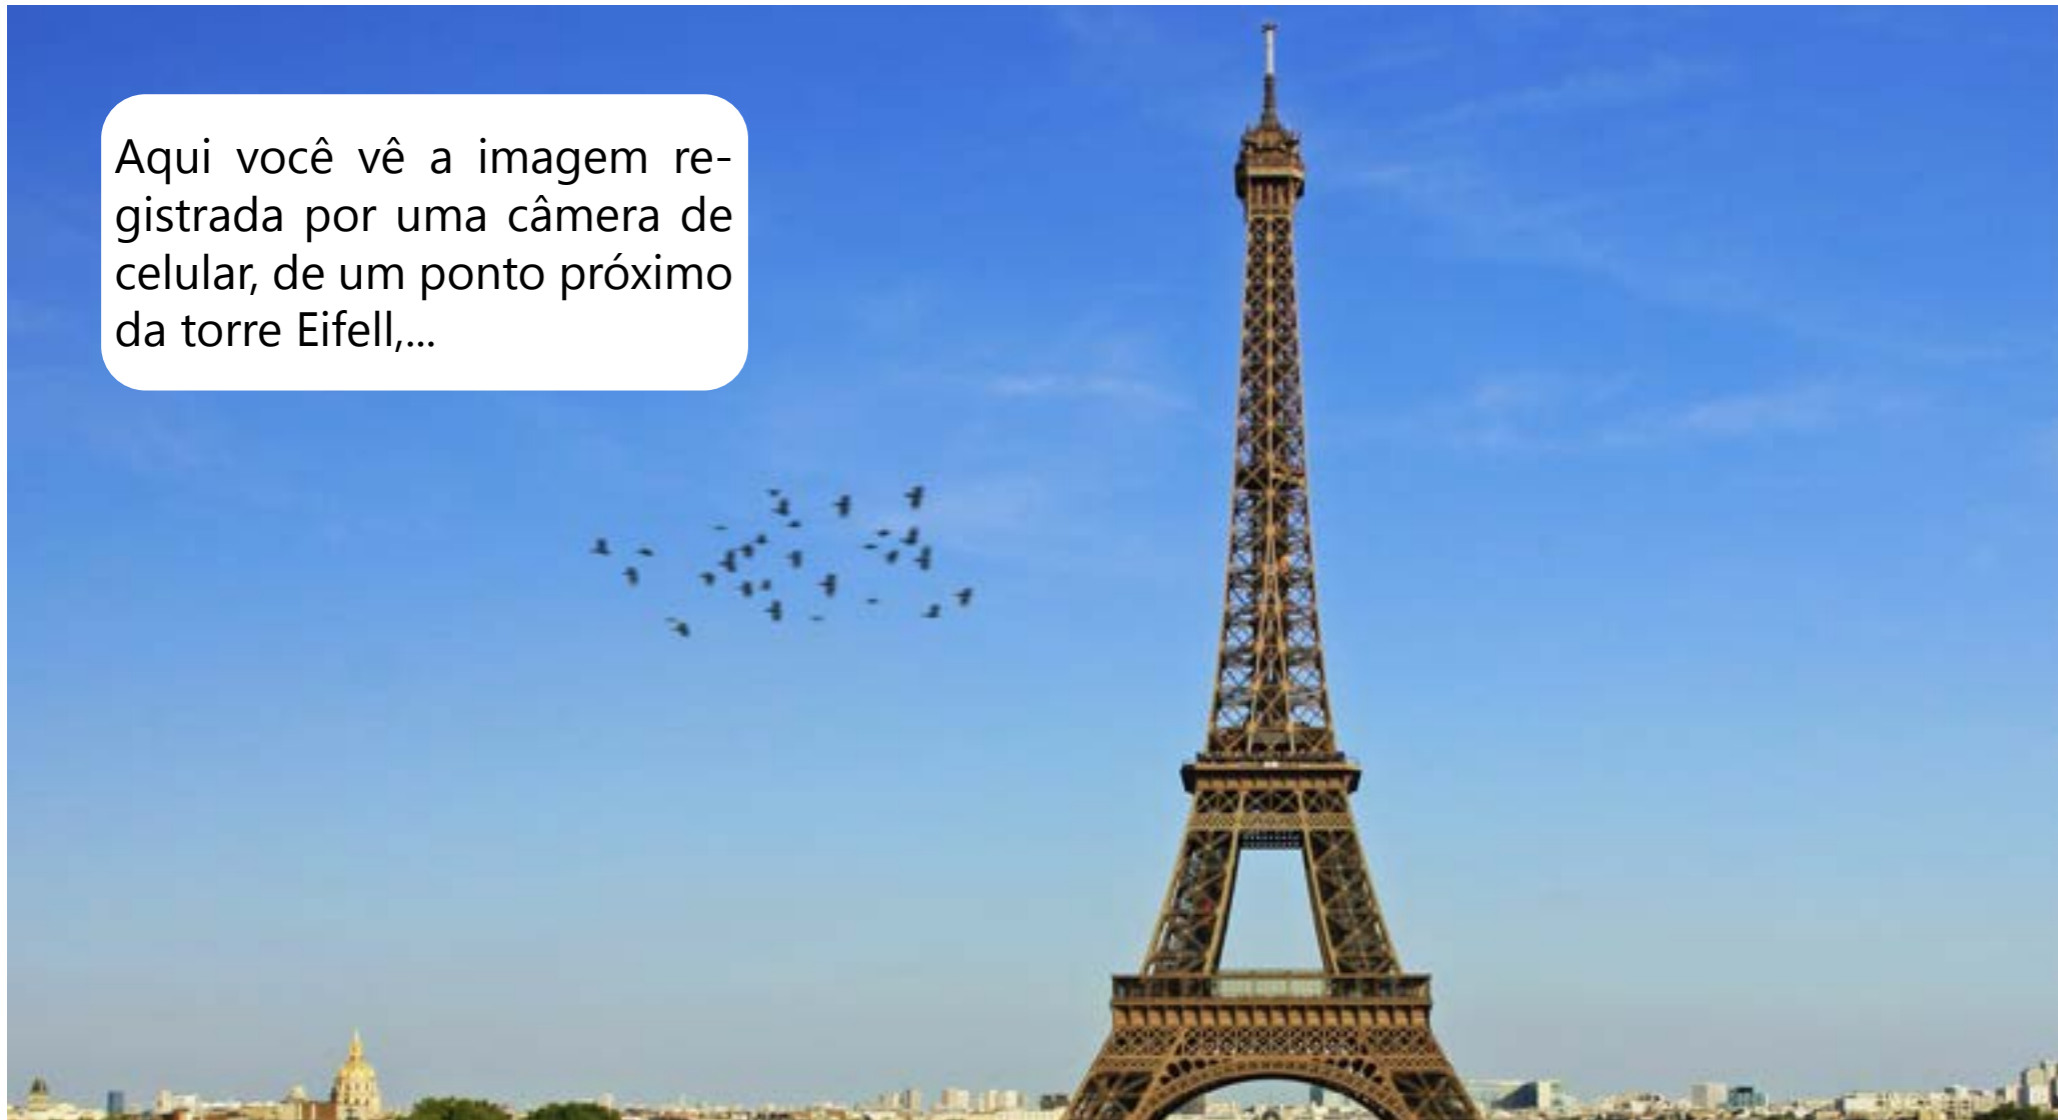 Aqui você vê a imagem re-
gistrada por uma câmera de
celular, de um ponto próximo
da torre Eifell,...